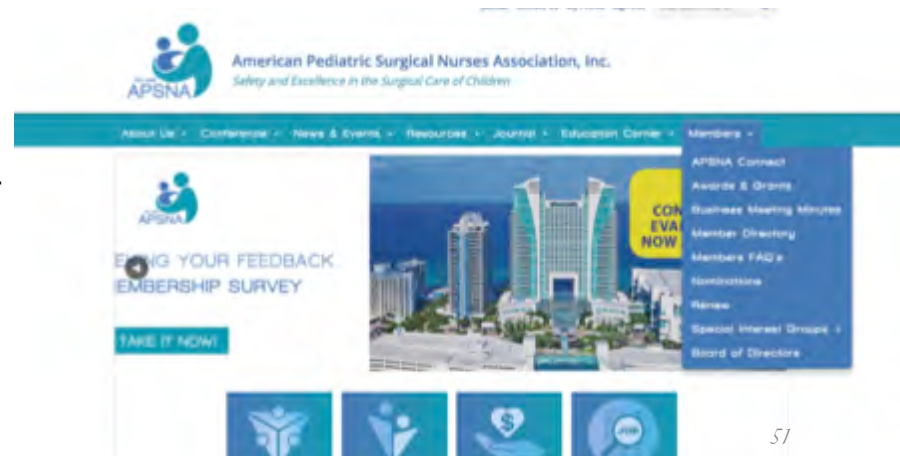 American Pediatric Surgical Nurses Association, Inc.
Safety and Excellence in the Surgical Care of Children
APSNA
About Us Conference News & Events Resources Journal Education Corner Members
APSNA Connect
Awards & Grants
Business Meeting Minutes
Member Directory
Members FAQ's
Nominations
Renew
Special Interest Groups
Board of Directors
APSNA
YOUR FEEDBACK
EMBERSHIP SURVEY
TAKE IT NOW!
CON
EVA
NOW
JOB
51